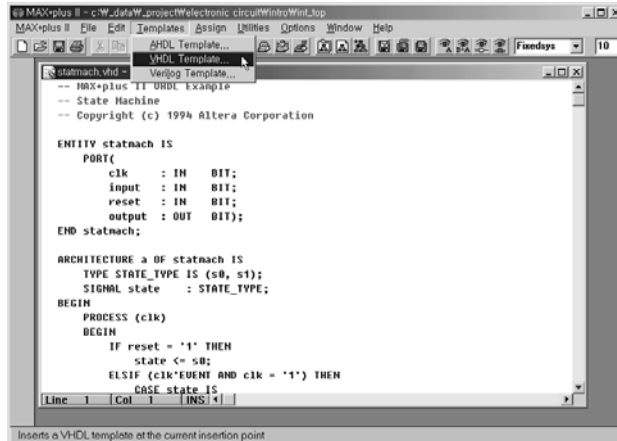 MAX+plus II - c:\_data\_project\electronic circuit\intro\int_top
MAX+plus II File Edit Templates Assign Utilities Options Window Help
Fixedsys 10
AHDL Template...
VHDL Template...
Verilog Template...
statmach.vhd -
-- MAX+plus II VHDL Example
-- State Machine
-- Copyright (c) 1994 Altera Corporation
ENTITY statmach IS
PORT(
clk : IN BIT;
input : IN BIT;
reset : IN BIT;
output : OUT BIT);
END statmach;
ARCHITECTURE a OF statmach IS
TYPE STATE_TYPE IS (s0, s1);
SIGNAL state : STATE_TYPE;
BEGIN
PROCESS (clk)
BEGIN
IF reset = '1' THEN
state <= s0;
ELSIF (clk'EVENT AND clk = '1') THEN
CASE state IS
Line 1 Col 1 INS
Inserts a VHDL template at the current insertion point